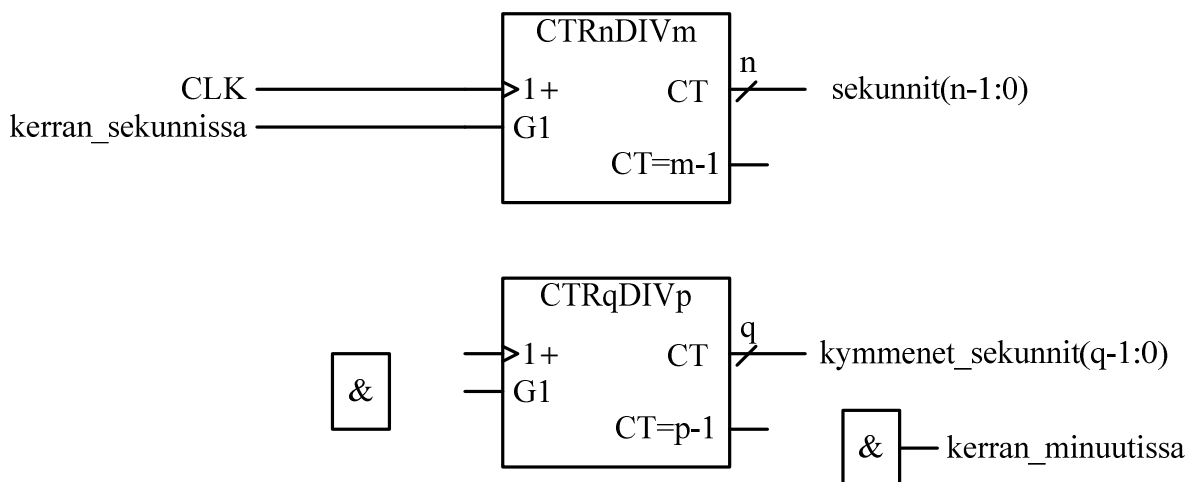 CTRnDIVm
CLK
1+
CT
n
sekunnit(n-1:0)
kerran_sekunnissa
G1
CT=m-1
CTRqDIVp
1+
CT
q
kymmenet_sekunnit(q-1:0)
&
G1
CT=p-1
&
kerran_minuutissa